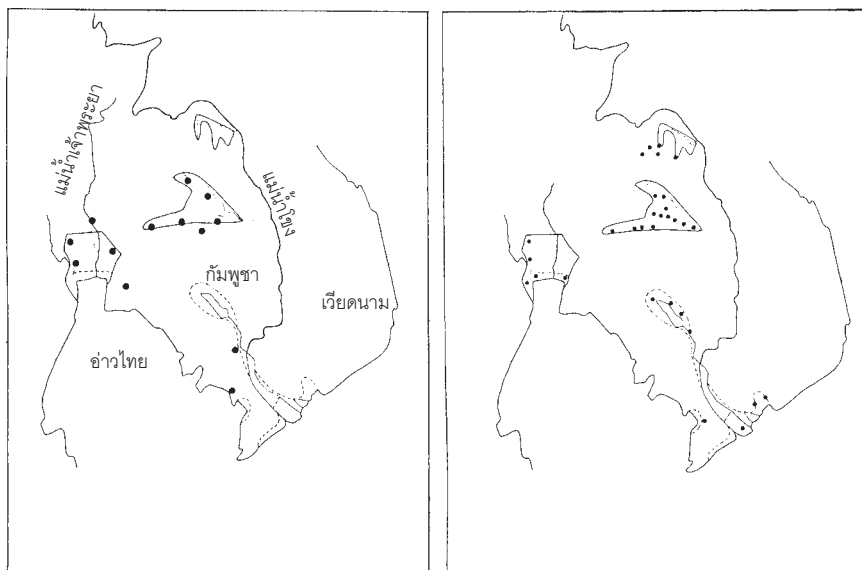 แม่น้ำเจ้าพระยา
แม่น้ำโขง
กัมพูชา
เวียดนาม
อ่าวไทย